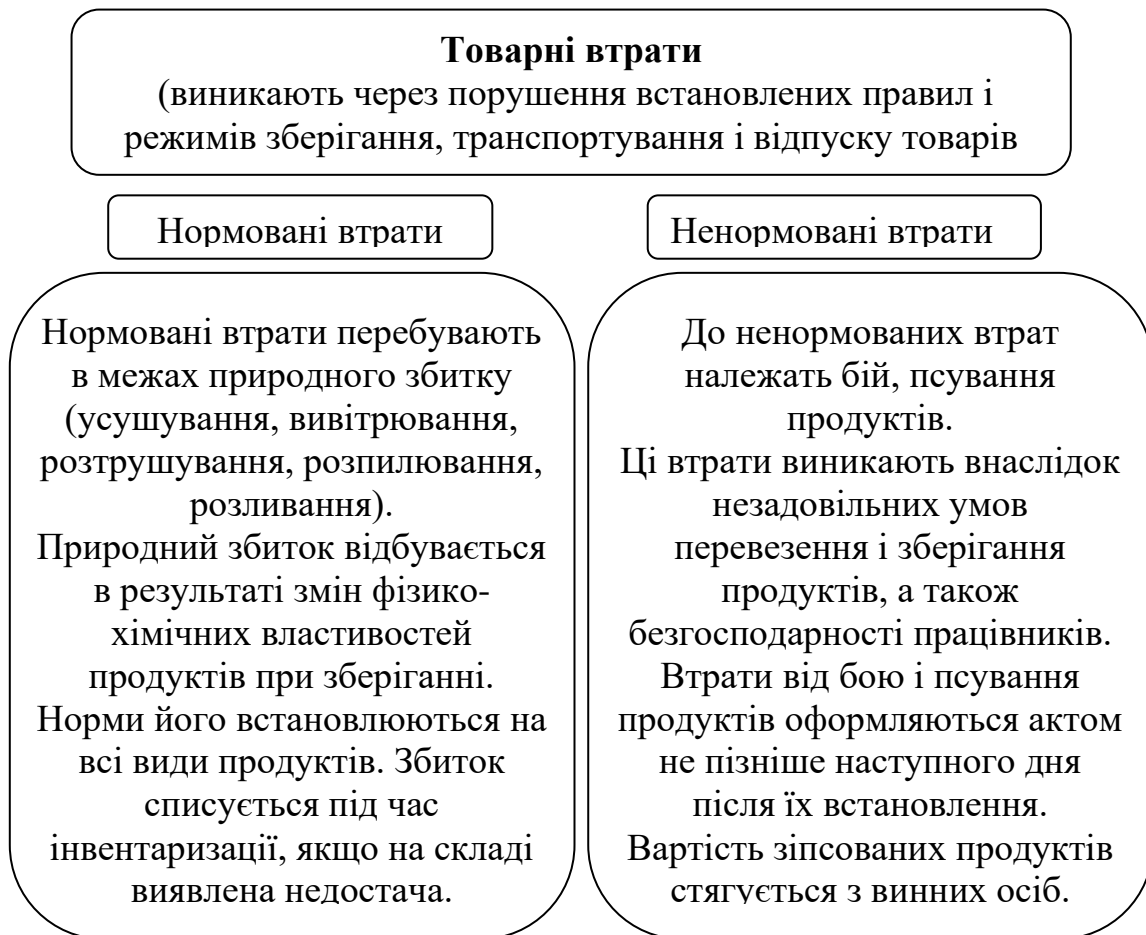 Товарні втрати
(виникають через порушення встановлених правил і
режимів зберігання, транспортування і відпуску товарів
Нормовані втрати
Ненормовані втрати
Нормовані втрати перебувають
в межах природного збитку
(усушування, вивітрювання,
розтрушування, розпилювання,
розливання).
Природний збиток відбувається
в результаті змін фізико-
хімічних властивостей
продуктів при зберіганні.
Норми його встановлюються на
всі види продуктів. Збиток
списується під час
інвентаризації, якщо на складі
виявлена недостача.
До ненормованих втрат
належать бій, псування
продуктів.
Ці втрати виникають внаслідок
незадовільних умов
перевезення і зберігання
продуктів, а також
безгосподарності працівників.
Втрати від бою і псування
продуктів оформляються актом
не пізніше наступного дня
після їх встановлення.
Вартість зіпсованих продуктів
стягується з винних осіб.